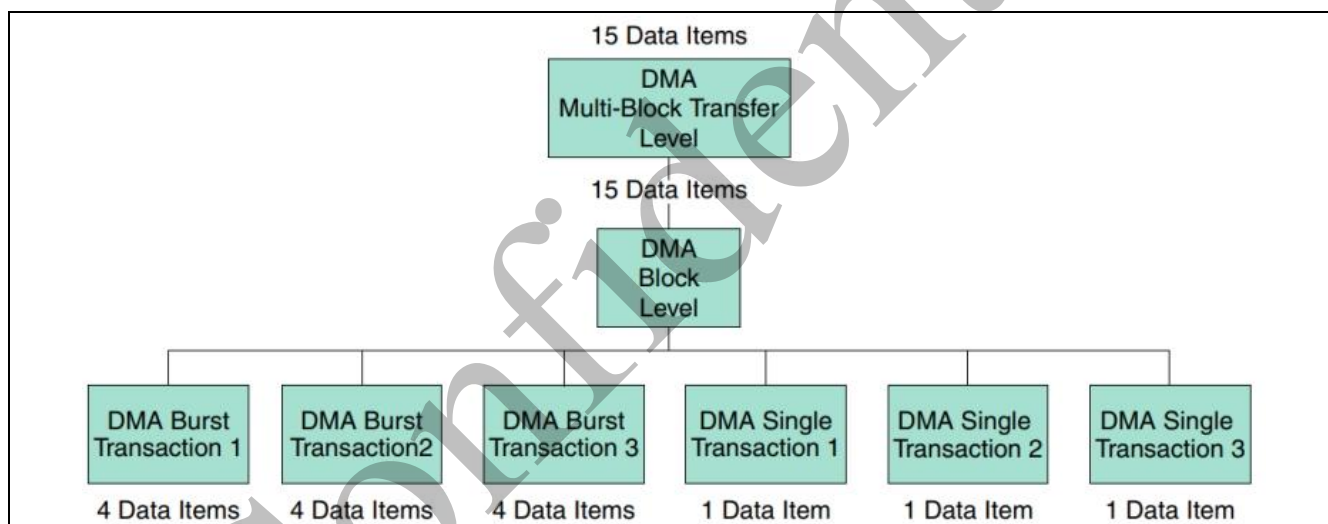 15 Data Items
DMA
Multi-Block Transfer
Level
15 Data Items
DMA
Block
Level
DMA Burst
Transaction 1
DMA Burst
Transaction2
DMA Burst
Transaction 3
DMA Single
Transaction 1
DMA Single
Transaction 2
DMA Single
Transaction 3
4 Data Items
4 Data Items
4 Data Items
1 Data Item
1 Data Item
1 Data Item
onfident